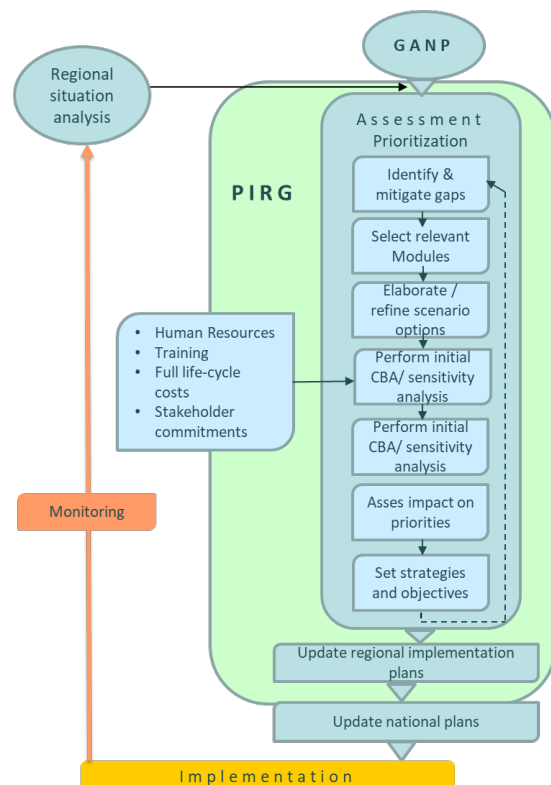 GANP
Regional
situation
analysis
Assessment
Prioritization
PIRG
Identify &
mitigate gaps
Select relevant
Modules
Elaborate /
refine scenario
options
• Human Resources
• Training
• Full life-cycle
costs
• Stakeholder
commitments
Perform initial
CBA/ sensitivity
analysis
Perform initial
CBA/ sensitivity
analysis
Monitoring
Asses impact on
priorities
Set strategies
and objectives
Update regional implementation
plans
Update national plans
Implementation